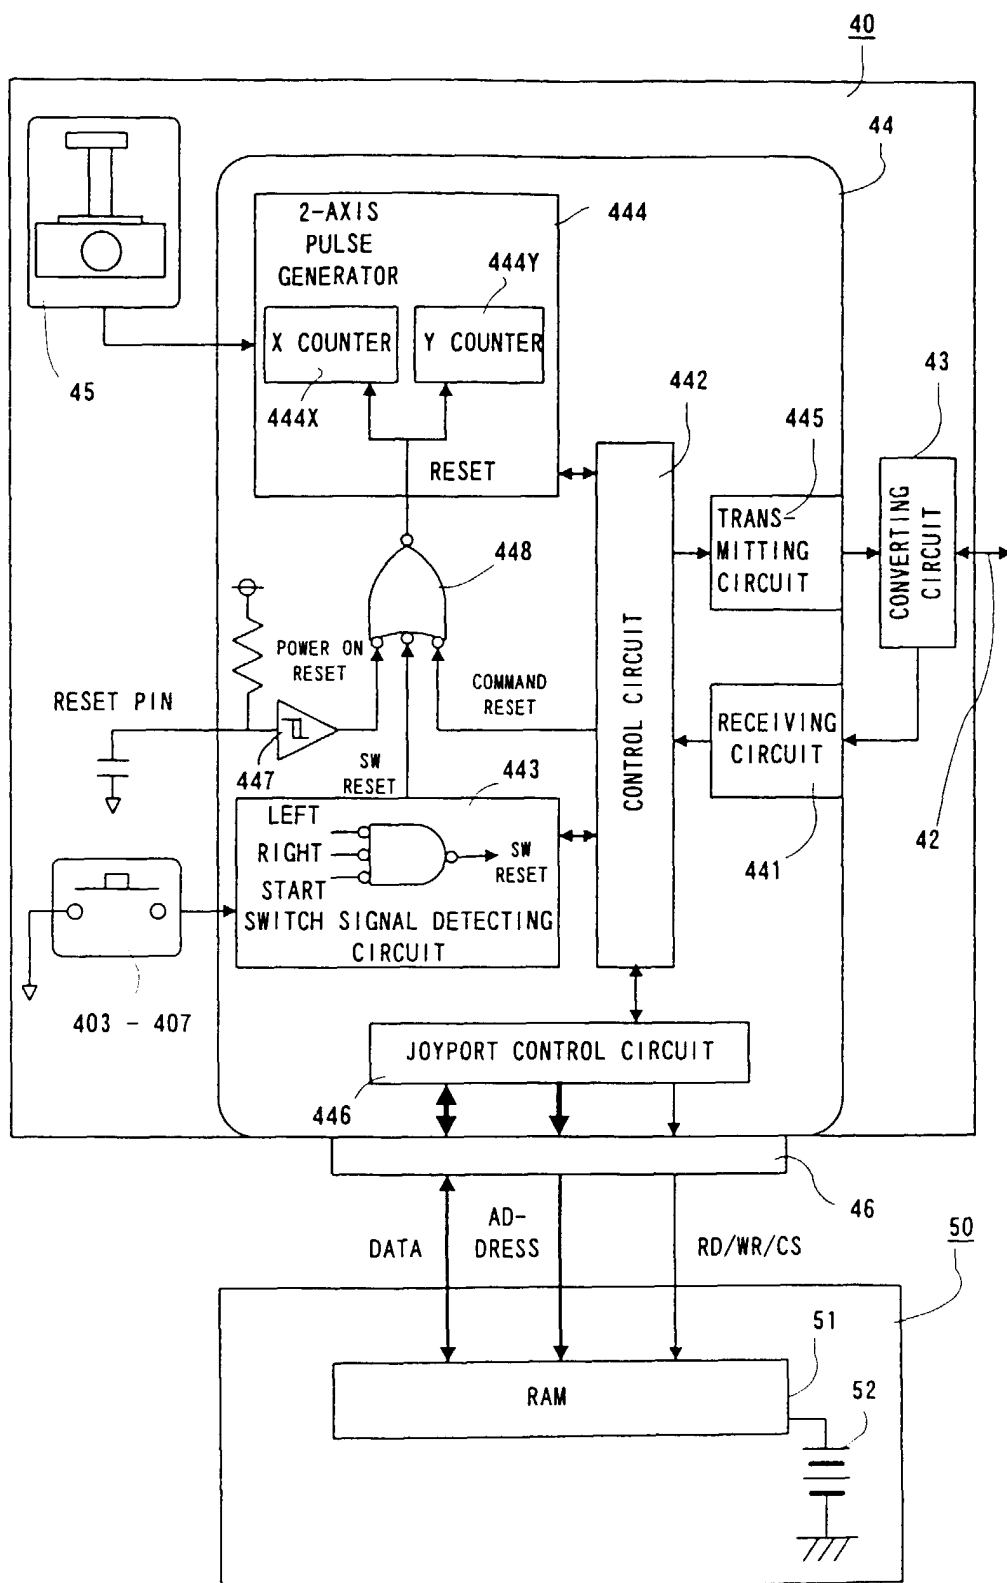 40
44
2-AXIS
PULSE
GENERATOR
444
444Y
X COUNTER
Y COUNTER
45
444X
442
43
445
RESET
TRANS-
MITTING
CIRCUIT
CONVERTING
CIRCUIT
448
POWER ON
RESET
COMMAND
RESET
CONTROL CIRCUIT
RESET PIN
RECEIVING
CIRCUIT
447
SW
RESET
443
42
LEFT
RIGHT
START
SW
RESET
441
SWITCH SIGNAL DETECTING
CIRCUIT
403 - 407
JOYPORT CONTROL CIRCUIT
446
46
DATA
AD-
DRESS
RD/WR/CS
50
51
RAM
52